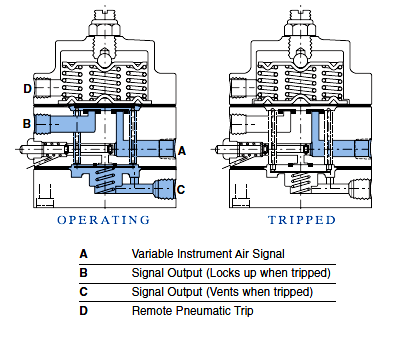 D
B
A
C
OPERATING
TRIPPED
A Variable Instrument Air Signal
B Signal Output (Locks up when tripped)
C Signal Output (Vents when tripped)
D Remote Pneumatic Trip